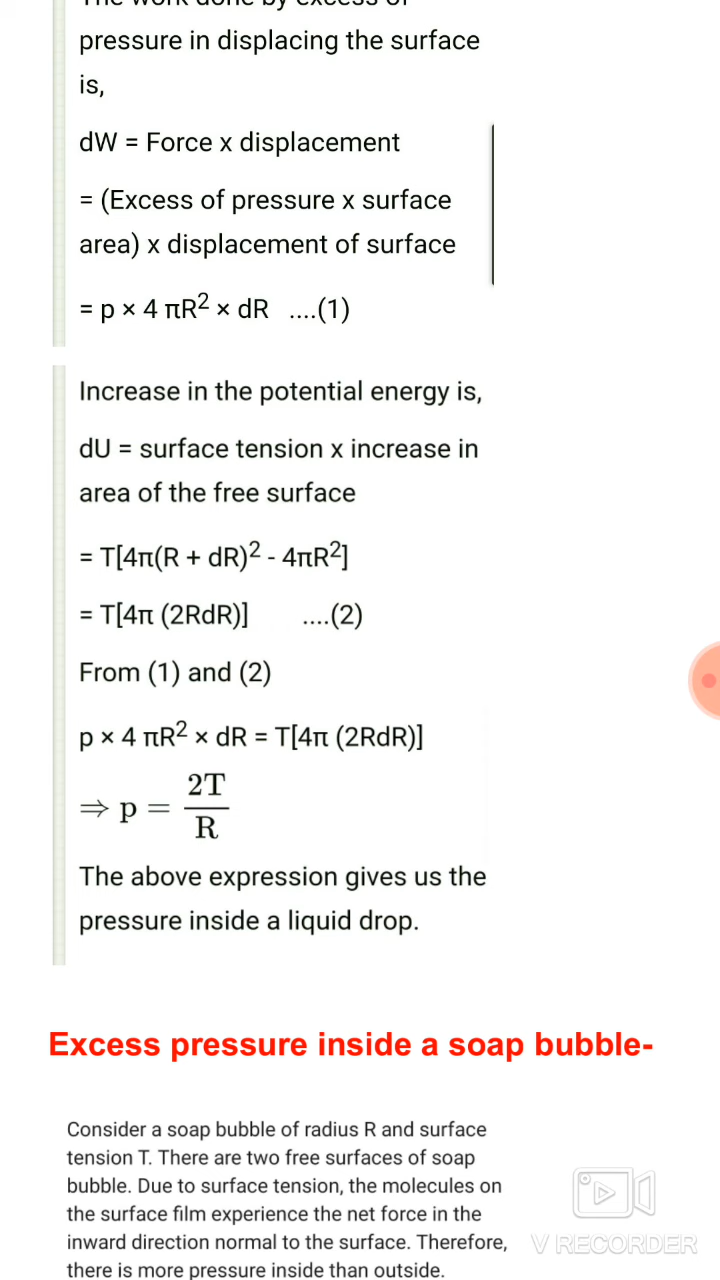 The work done by excess of
pressure in displacing the surface
is,
dW = Force x displacement
= (Excess of pressure x surface
area) x displacement of surface
= p × 4 πR² × dR ....(1)
Increase in the potential energy is,
dU = surface tension x increase in
area of the free surface
= T[4π(R + dR)² - 4πR²]
= T[4π (2RdR)] ....(2)
From (1) and (2)
p × 4 πR² × dR = T[4π (2RdR)]
⇒ p = 2T/R
The above expression gives us the
pressure inside a liquid drop.
Excess pressure inside a soap bubble-
Consider a soap bubble of radius R and surface
tension T. There are two free surfaces of soap
bubble. Due to surface tension, the molecules on
the surface film experience the net force in the
inward direction normal to the surface. Therefore,
there is more pressure inside than outside.
V RECORDER